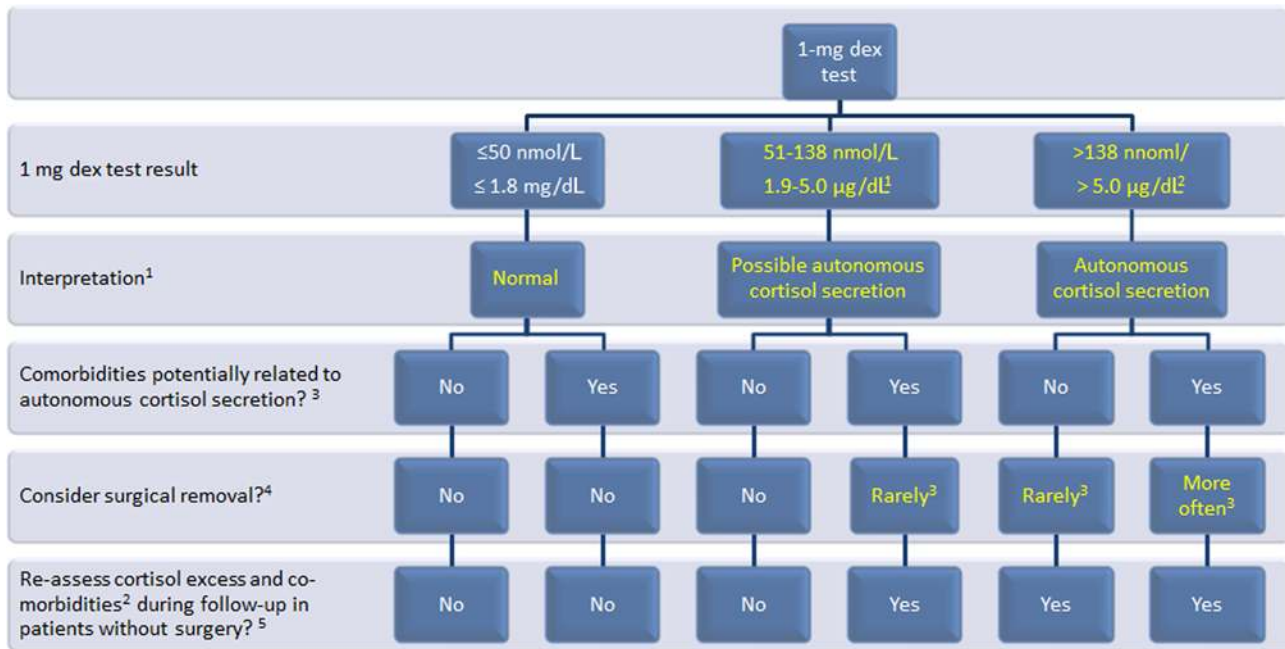 1-mg dex
test
1 mg dex test result
≤50 nmol/L
≤ 1.8 mg/dL
51-138 nmol/L
1.9-5.0 µg/dL¹
>138 nnoml/
> 5.0 µg/dL²
Interpretation¹
Normal
Possible autonomous
cortisol secretion
Autonomous
cortisol secretion
Comorbidities potentially related to
autonomous cortisol secretion? ³
No
Yes
No
Yes
No
Yes
Consider surgical removal?⁴
No
No
No
Rarely³
Rarely³
More
often³
Re-assess cortisol excess and co-
morbidities² during follow-up in
patients without surgery? ⁵
No
No
No
Yes
Yes
Yes